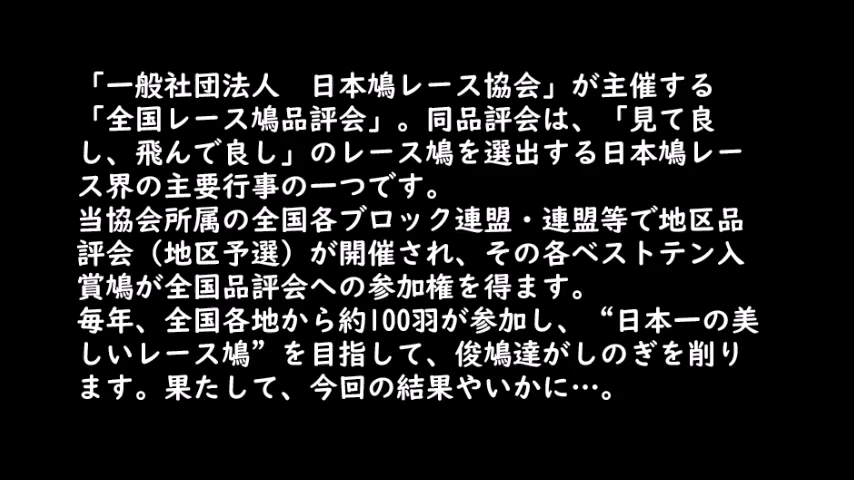 「一般社団法人　日本鳩レース協会」が主催する
「全国レース鳩品評会」。同品評会は、「見て良
し、飛んで良し」のレース鳩を選出する日本鳩レー
ス界の主要行事の一つです。
当協会所属の全国各ブロック連盟・連盟等で地区品
評会（地区予選）が開催され、その各ベストテン入
賞鳩が全国品評会への参加権を得ます。
毎年、全国各地から約100羽が参加し、“日本一の美
しいレース鳩”を目指して、俊鳩達がしのぎを削り
ます。果たして、今回の結果やいかに…。